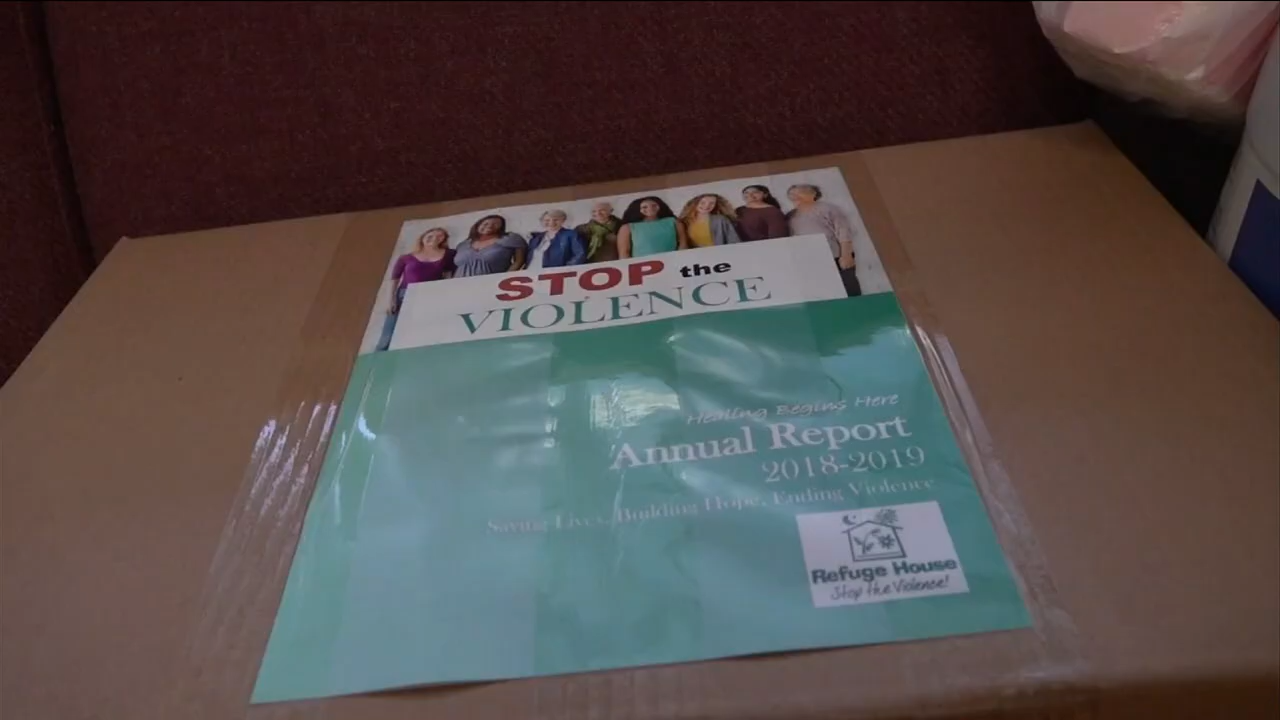 STOP the
VIOLENCE
Healing Begins Here
Annual Report
2018-2019
Saving Lives, Building Hope, Ending Violence
Refuge House
Stop the Violence!